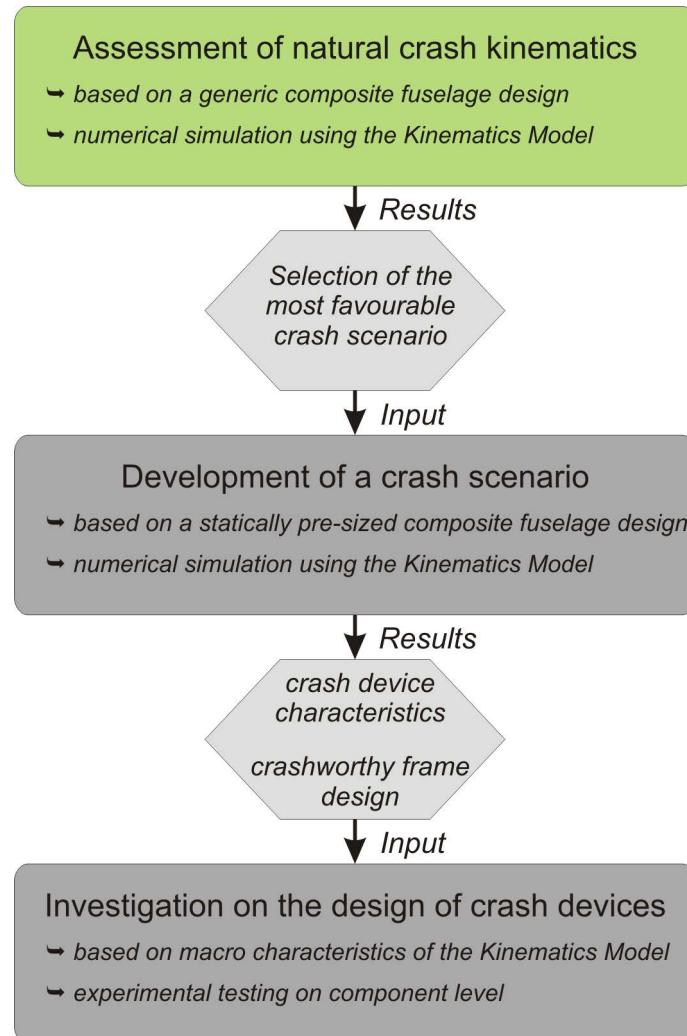 Assessment of natural crash kinematics
➥ based on a generic composite fuselage design
➥ numerical simulation using the Kinematics Model
Results
Selection of the
most favourable
crash scenario
Input
Development of a crash scenario
➥ based on a statically pre-sized composite fuselage design
➥ numerical simulation using the Kinematics Model
Results
crash device
characteristics
crashworthy frame
design
Input
Investigation on the design of crash devices
➥ based on macro characteristics of the Kinematics Model
➥ experimental testing on component level